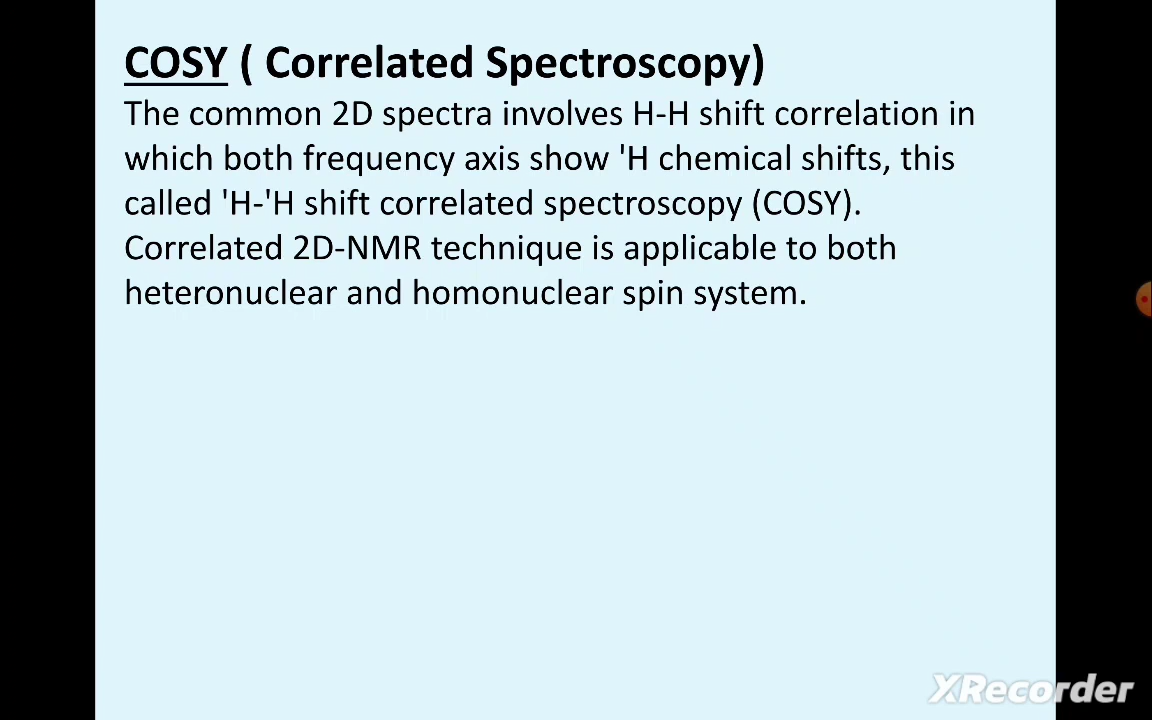 COSY ( Correlated Spectroscopy)
The common 2D spectra involves H-H shift correlation in
which both frequency axis show 'H chemical shifts, this
called 'H-'H shift correlated spectroscopy (COSY).
Correlated 2D-NMR technique is applicable to both
heteronuclear and homonuclear spin system.
XRecorder